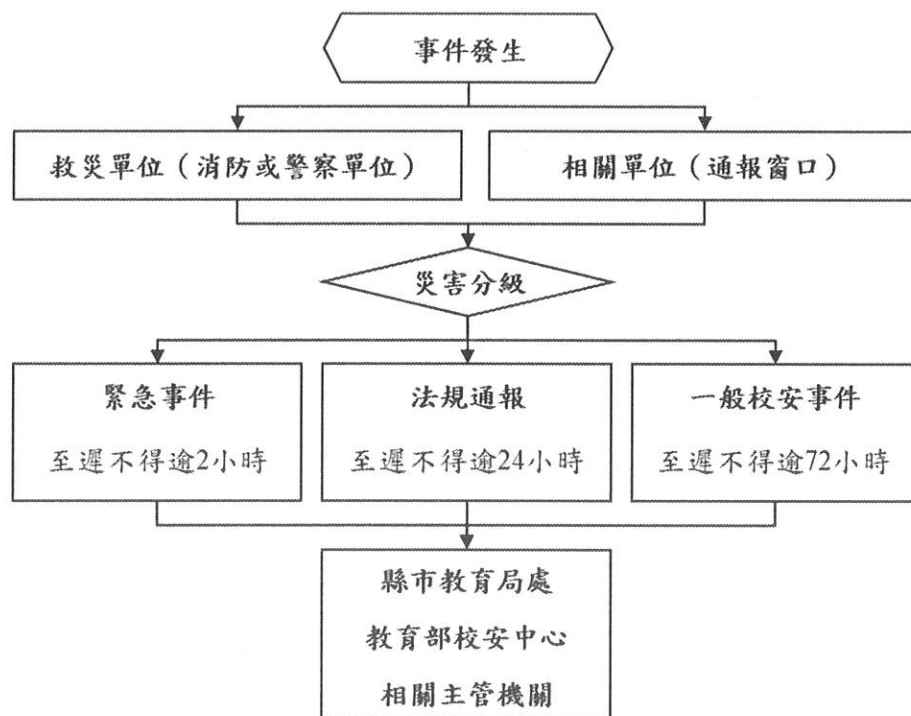 事件發生
救災單位（消防或警察單位）
相關單位（通報窗口）
災害分級
緊急事件
至遲不得逾2小時
法規通報
至遲不得逾24小時
一般校安事件
至遲不得逾72小時
縣市教育局處
教育部校安中心
相關主管機關